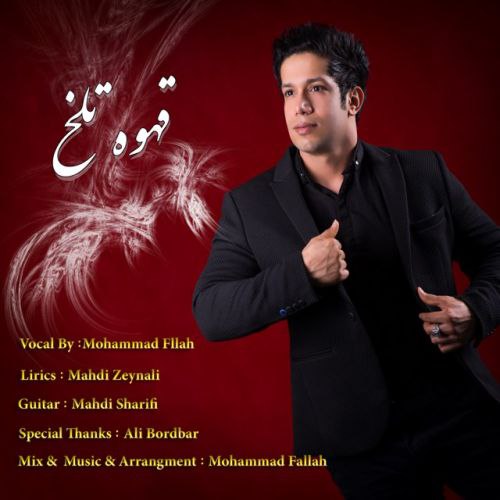 قهوه تلخ
Vocal By :Mohammad Fllah
Lirics : Mahdi Zeynali
Guitar : Mahdi Sharifi
Special Thanks : Ali Bordbar
Mix & Music & Arrangment : Mohammad Fallah